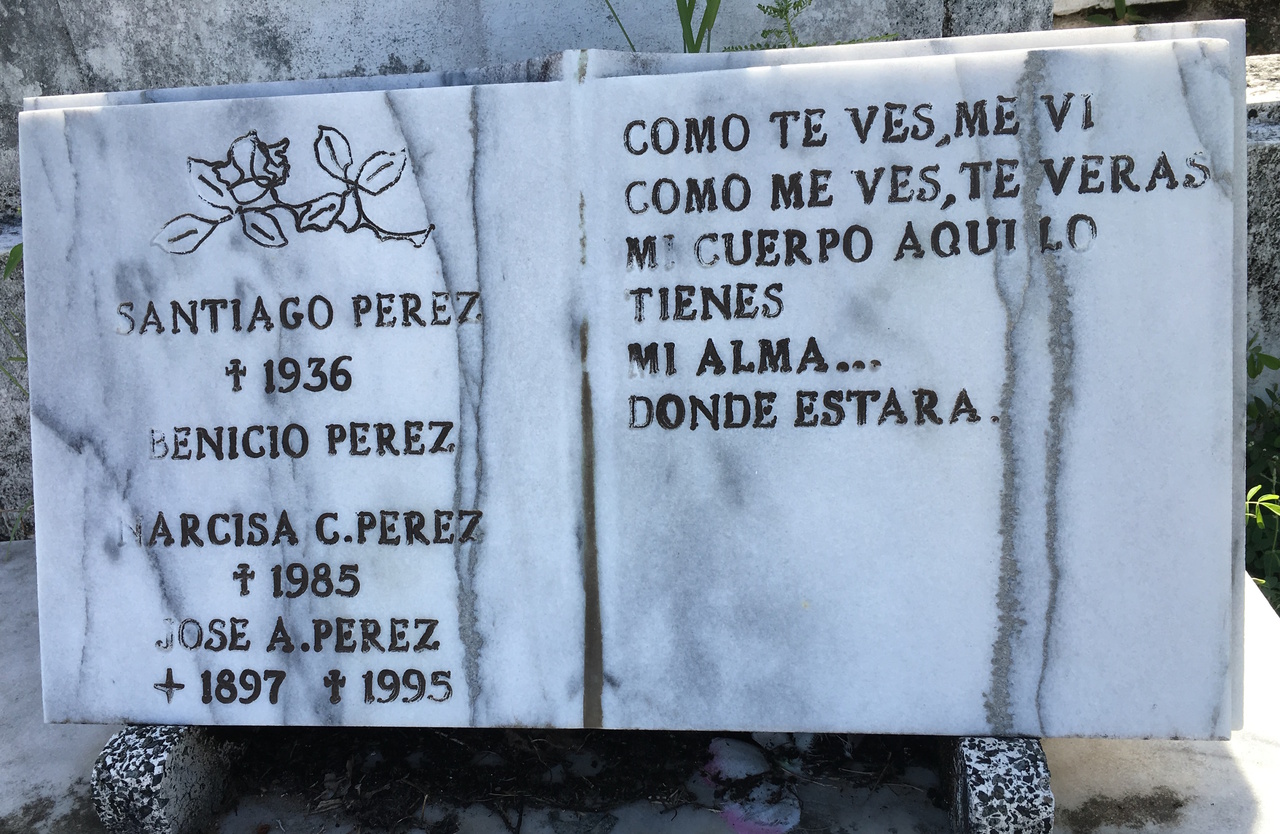 SANTIAGO PEREZ
✝ 1936
BENICIO PEREZ
NARCISA C.PEREZ
✝ 1985
JOSE A.PEREZ
✦ 1897 ✝ 1995
COMO TE VES,ME VI
COMO ME VES,TE VERAS
MI CUERPO AQUI LO
TIENES
MI ALMA...
DONDE ESTARA.